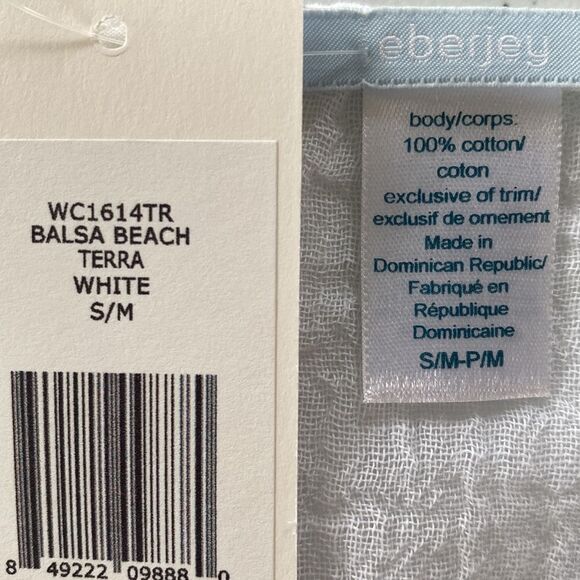 WC1614TR
BALSA BEACH
TERRA
WHITE
S/M
8 49222 09888 0
eberjey
body/corps:
100% cotton/
coton
exclusive of trim/
exclusif de ornement
Made in
Dominican Republic/
Fabriqué en
République
Dominicaine
S/M-P/M